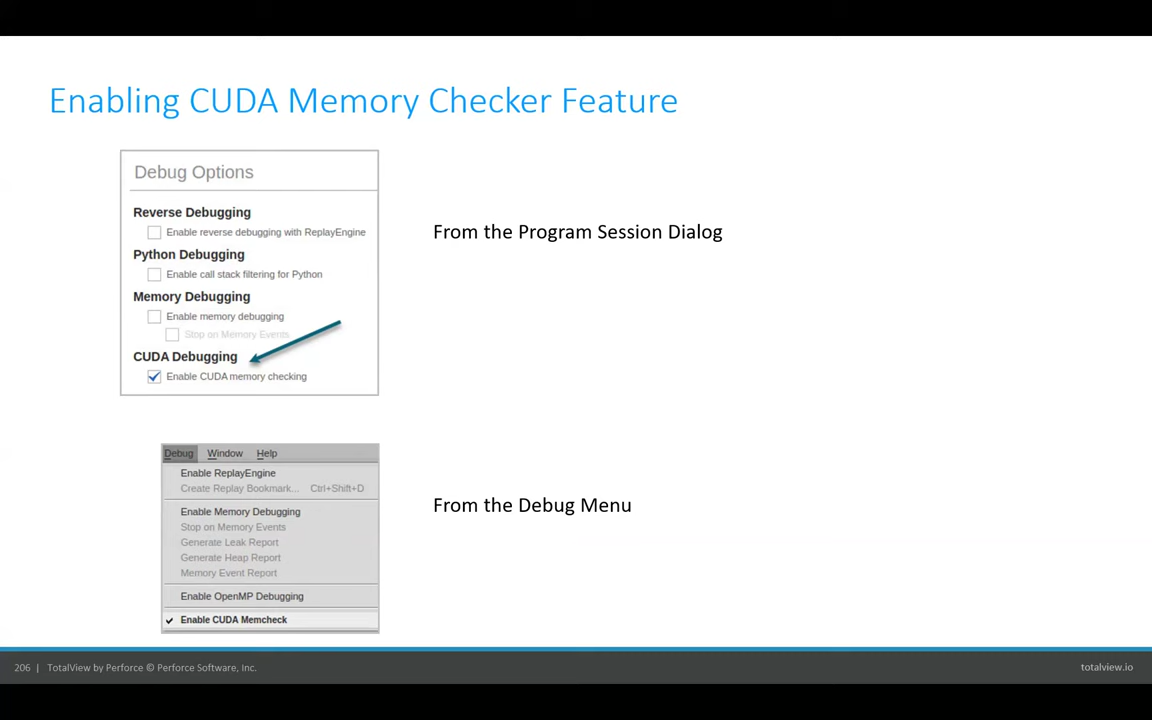 Enabling CUDA Memory Checker Feature
Debug Options
Reverse Debugging
Enable reverse debugging with ReplayEngine
Python Debugging
Enable call stack filtering for Python
Memory Debugging
Enable memory debugging
Stop on Memory Events
CUDA Debugging
Enable CUDA memory checking
From the Program Session Dialog
Debug Window Help
Enable ReplayEngine
Create Replay Bookmark... Ctrl+Shift+D
Enable Memory Debugging
Stop on Memory Events
Generate Leak Report
Generate Heap Report
Memory Event Report
Enable OpenMP Debugging
Enable CUDA Memcheck
From the Debug Menu
206 | TotalView by Perforce © Perforce Software, Inc.
totalview.io